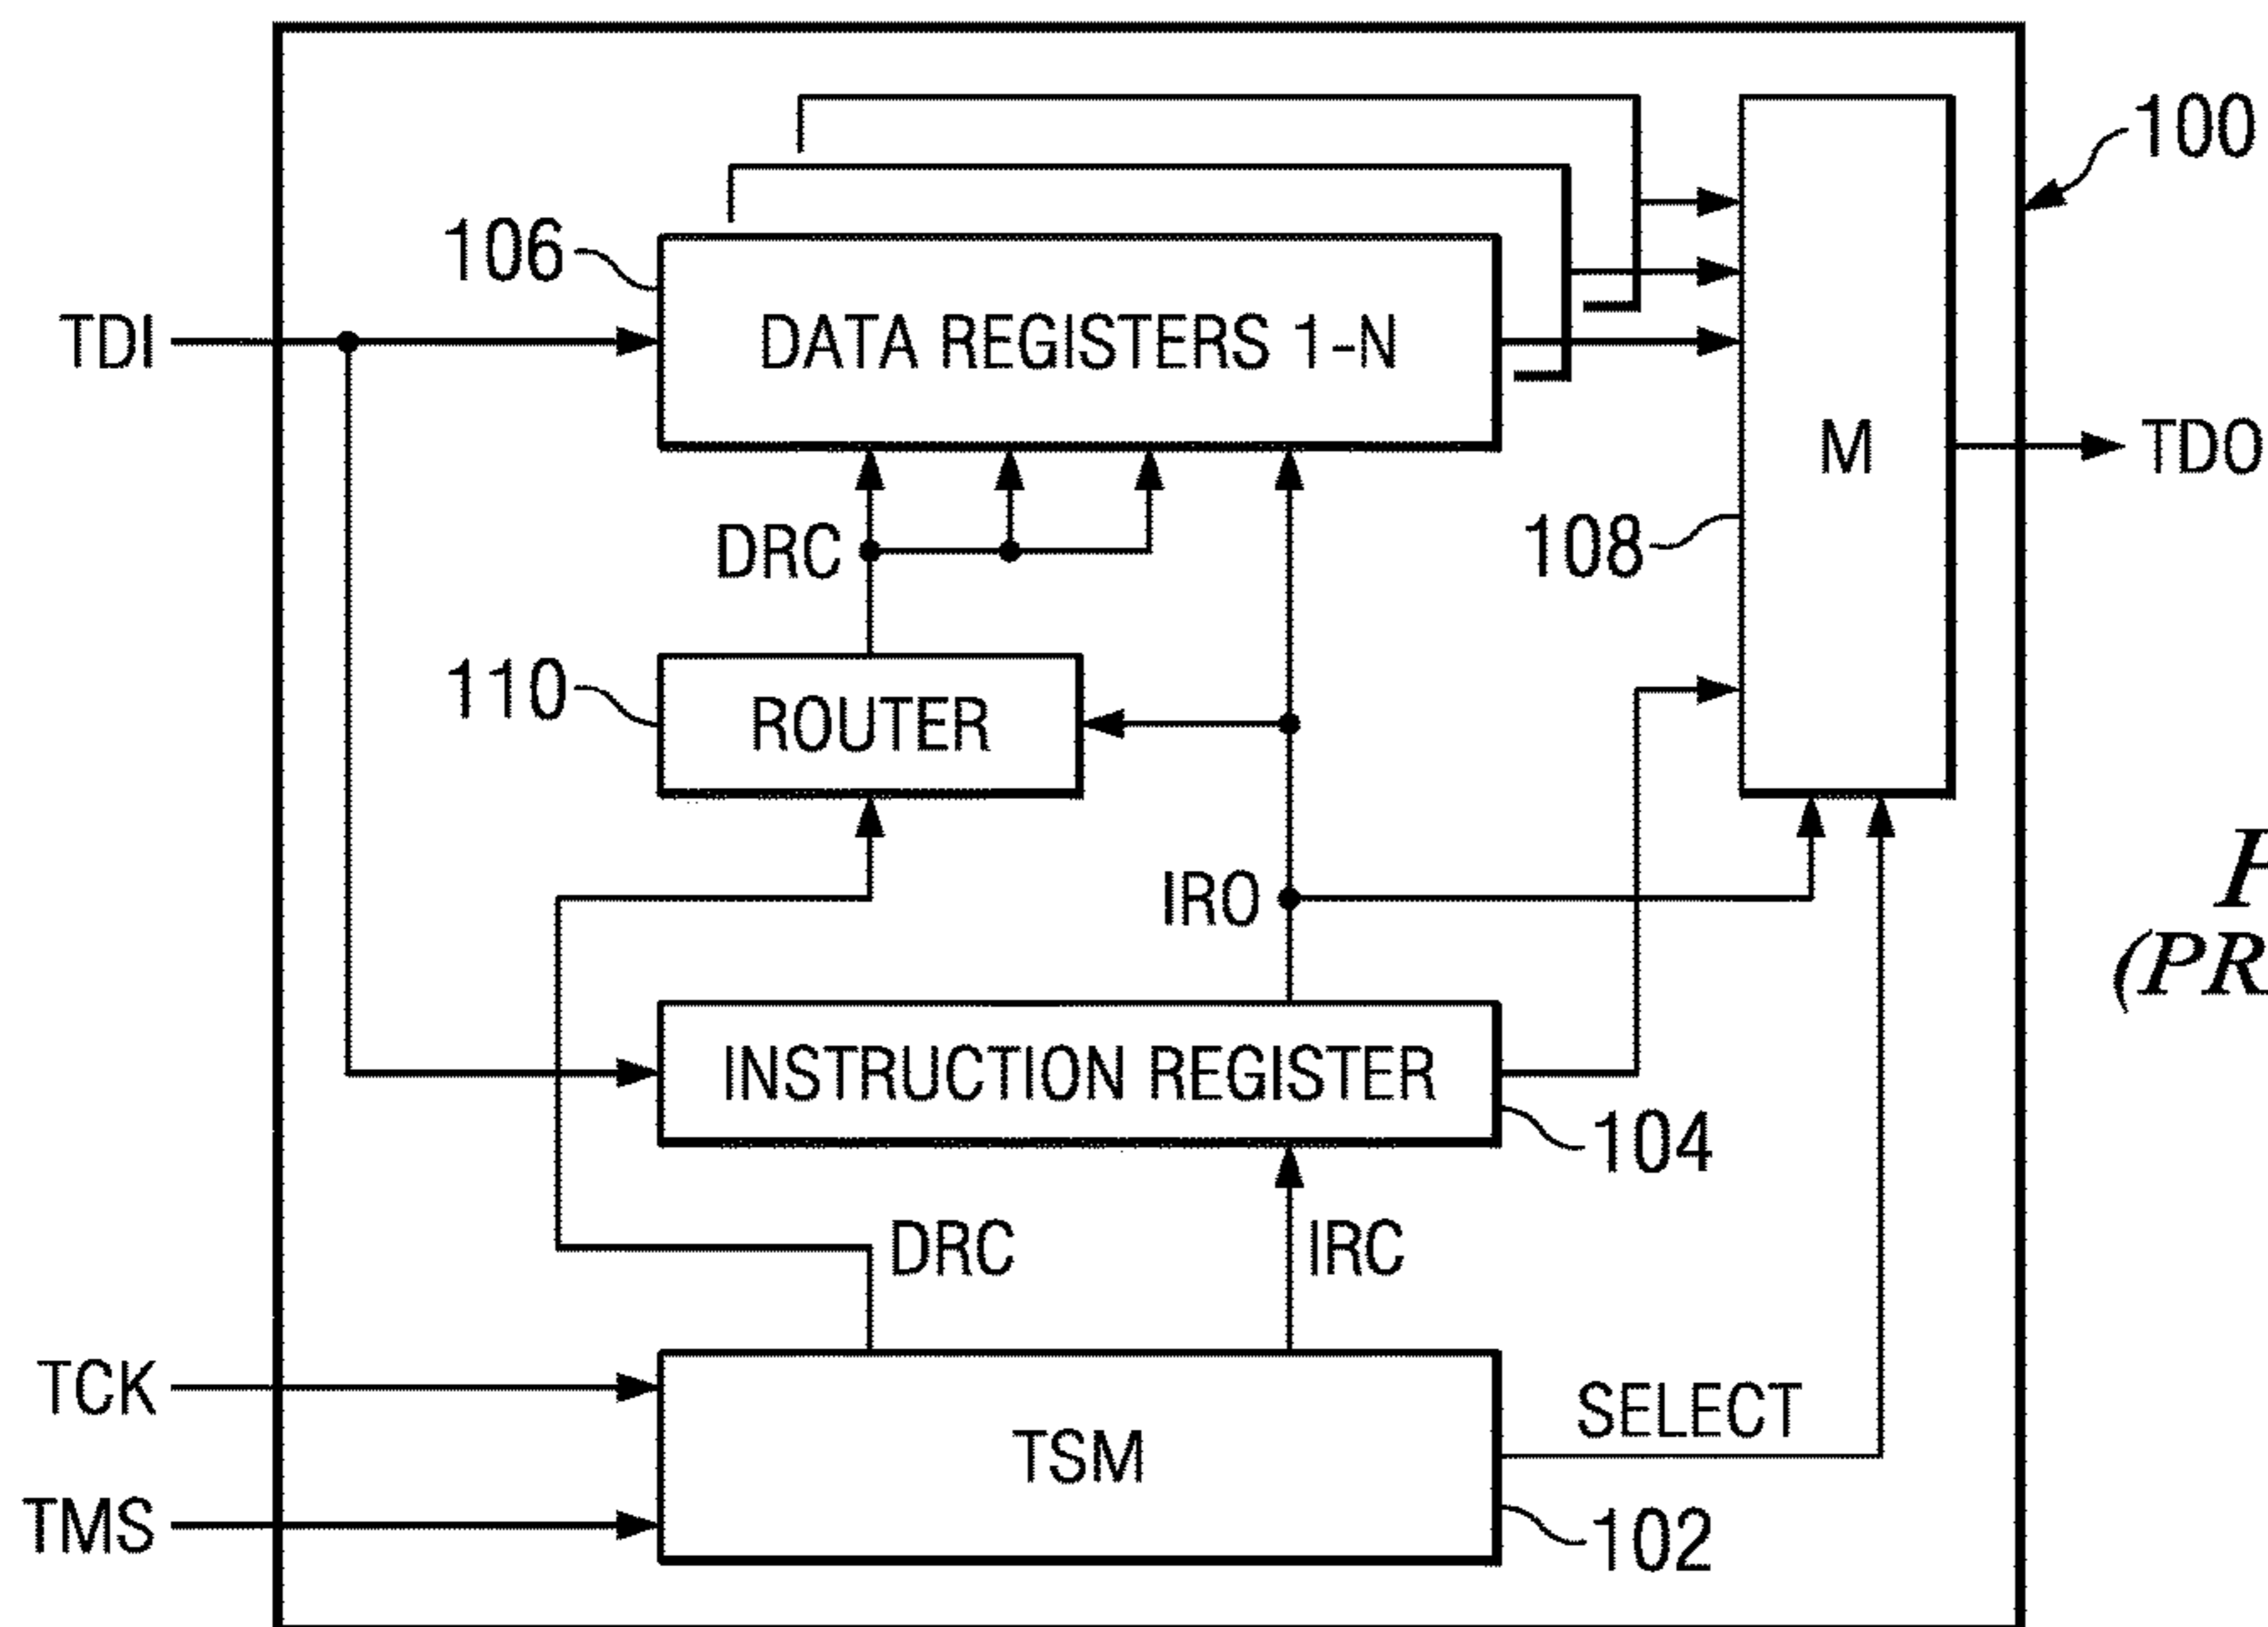 100
106
TDI
DATA REGISTERS 1-N
M
TDO
DRC
108
110
ROUTER
IRO
INSTRUCTION REGISTER
104
DRC
IRC
TCK
TSM
SELECT
TMS
102